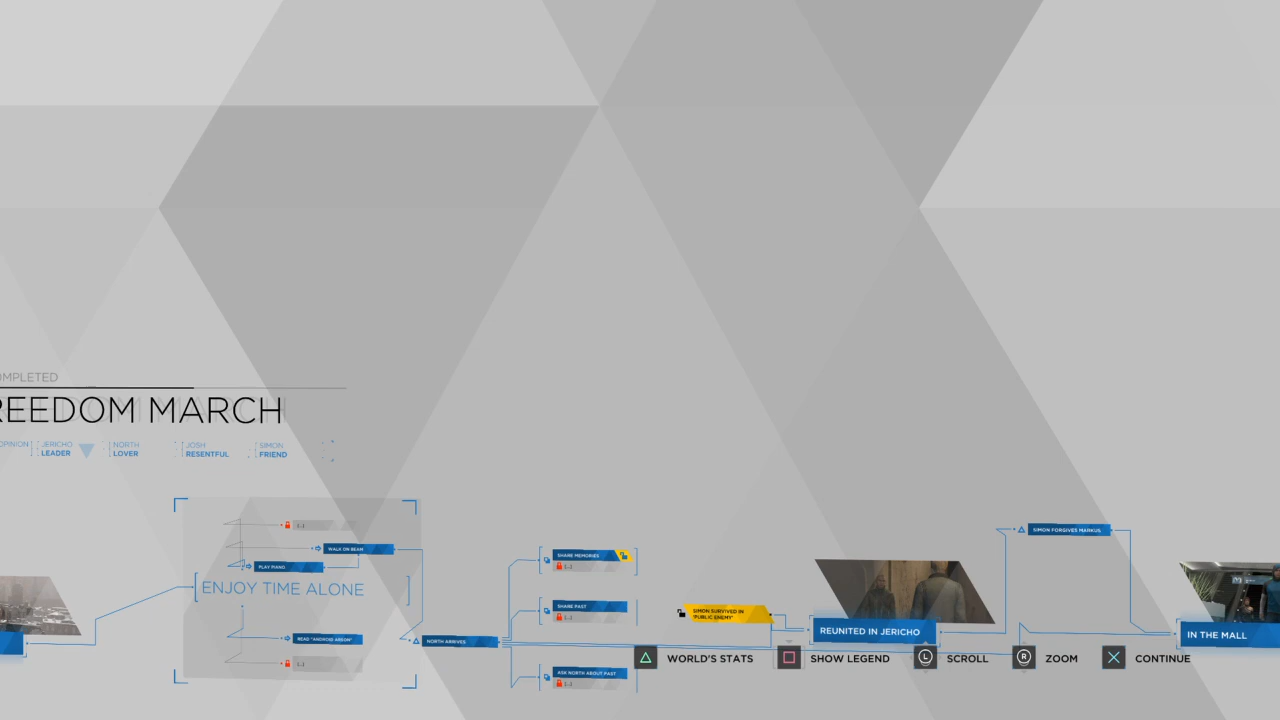 OMPLETED
REEDOM MARCH
OPINION
JERICHO
LEADER
NORTH
LOVER
JOSH
RESENTFUL
SIMON
FRIEND
[...]
WALK ON BEAM
PLAY PIANO
ENJOY TIME ALONE
READ "ANDROID ARROW"
[...]
NORTH ARRIVES
SHARE MEMORIES
[...]
SHARE PAST
[...]
ASK NORTH ABOUT PAST
[...]
SIMON SURVIVED IN
"PUBLIC ENEMY"
REUNITED IN JERICHO
SIMON FORGIVES MARKUS
IN THE MALL
WORLD'S STATS
SHOW LEGEND
L
SCROLL
R
ZOOM
CONTINUE